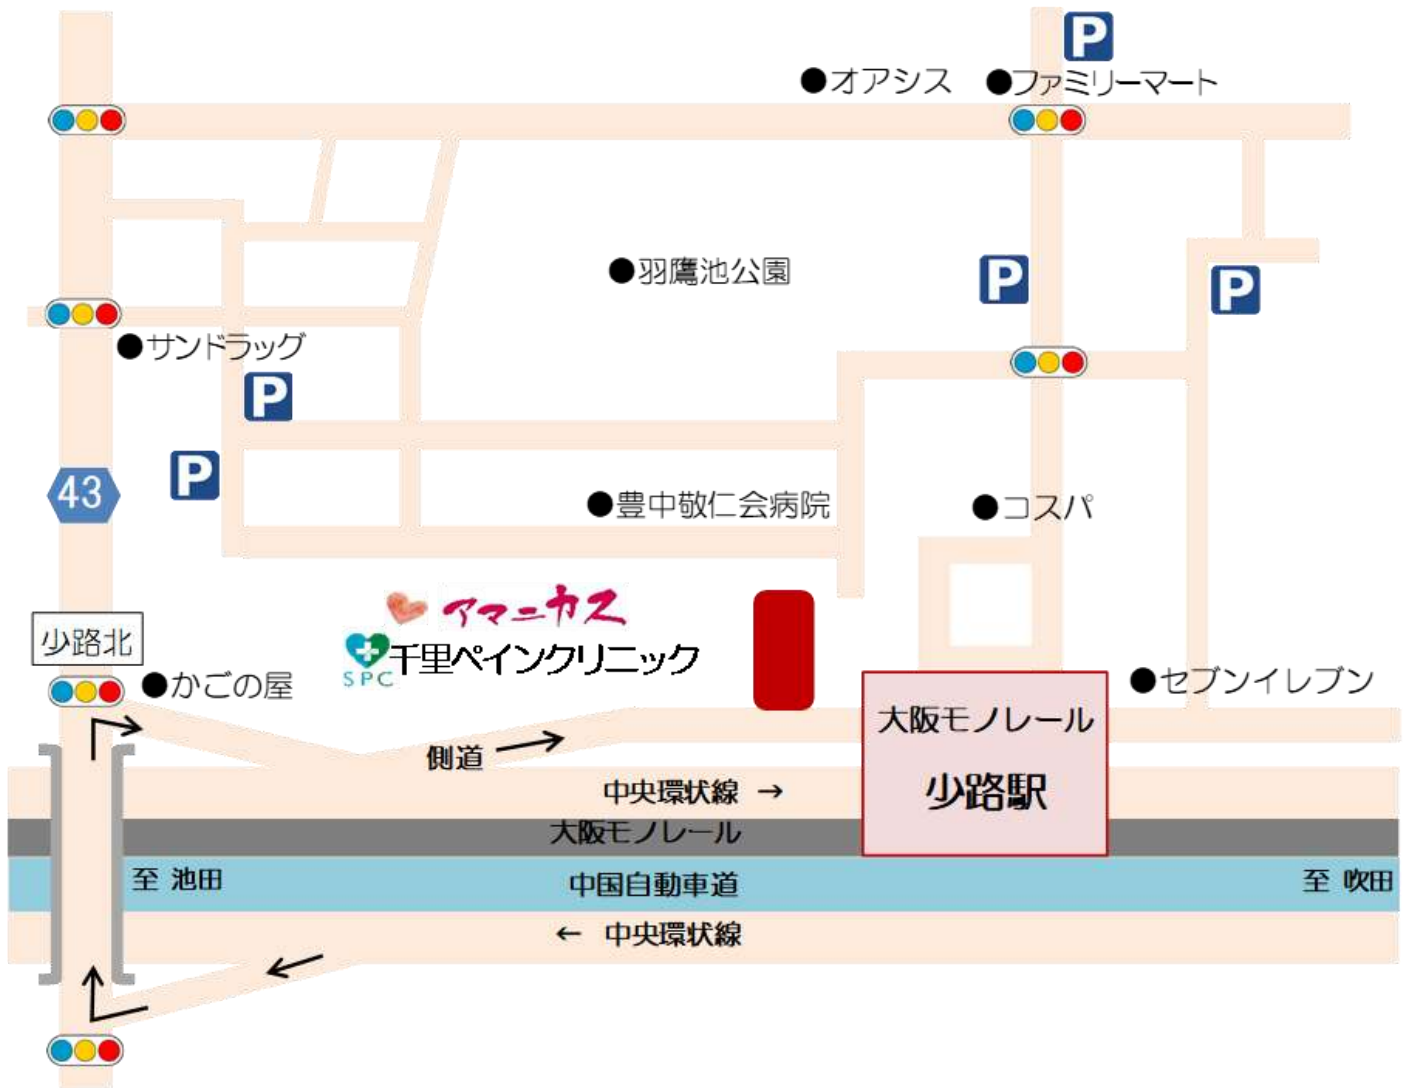 P
●オアシス ●ファミリーマート
●羽鷹池公園
P
P
●サンドラッグ
P
P
43
●豊中敬仁会病院
●コスパ
アマニカス
少路北
千里ペインクリニック
SPC
●かごの屋
●セブンイレブン
大阪モノレール
少路駅
側道
中央環状線 →
大阪モノレール
至 池田
中国自動車道
至 吹田
← 中央環状線